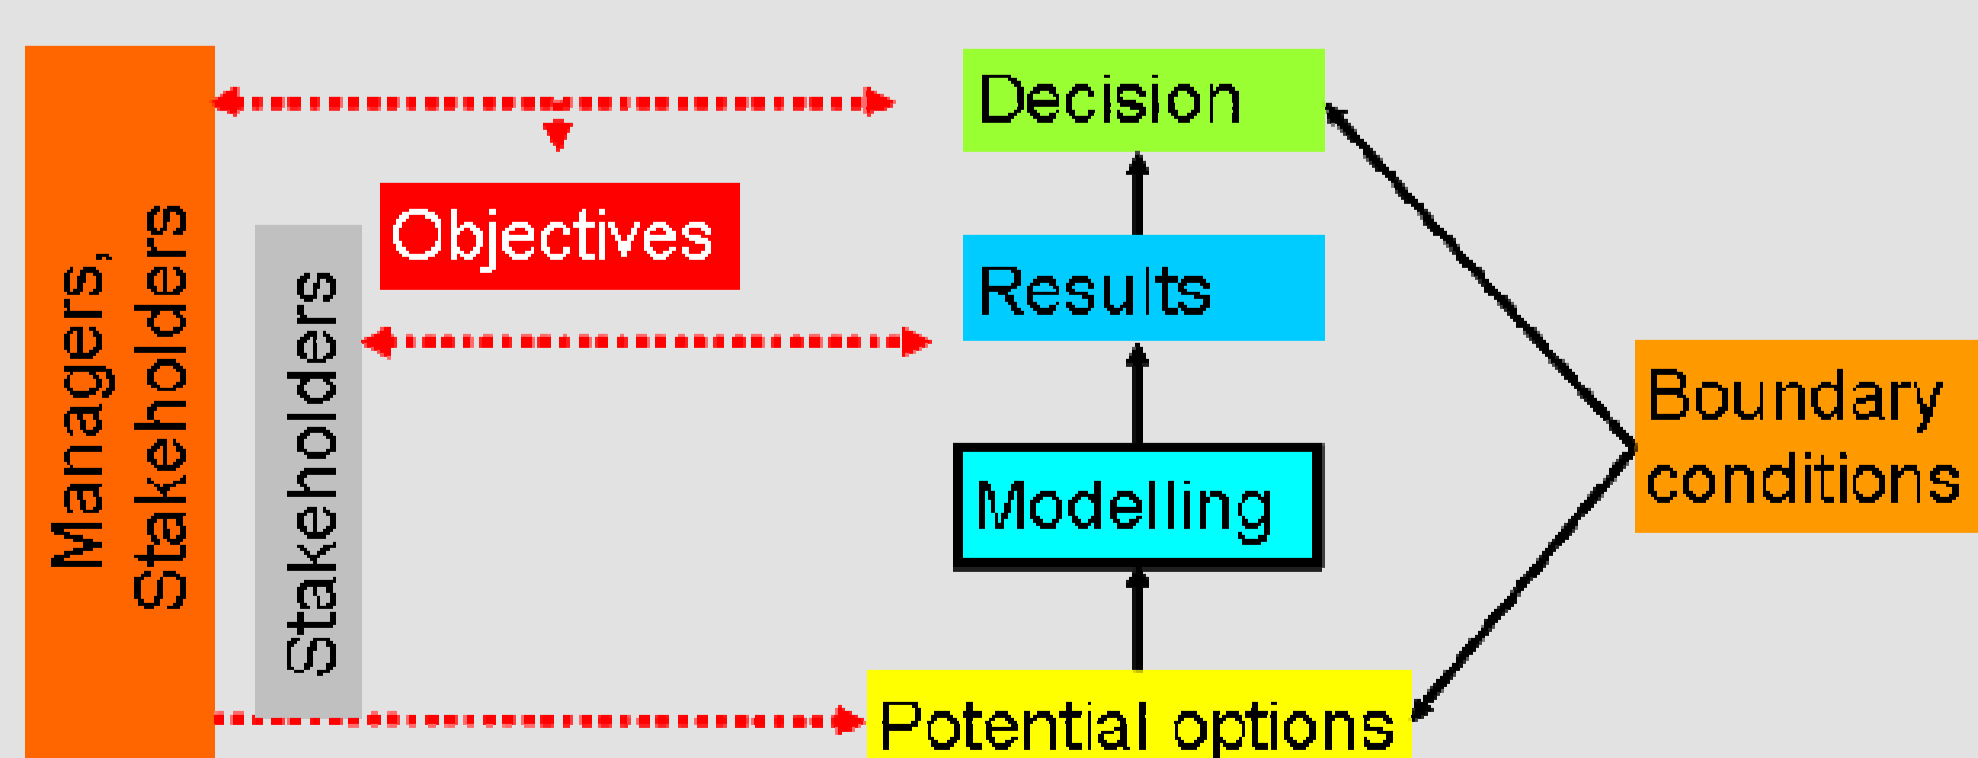 Managers,
Stakeholders
Stakeholders
Objectives
Decision
Results
Modelling
Potential options
Boundary
conditions